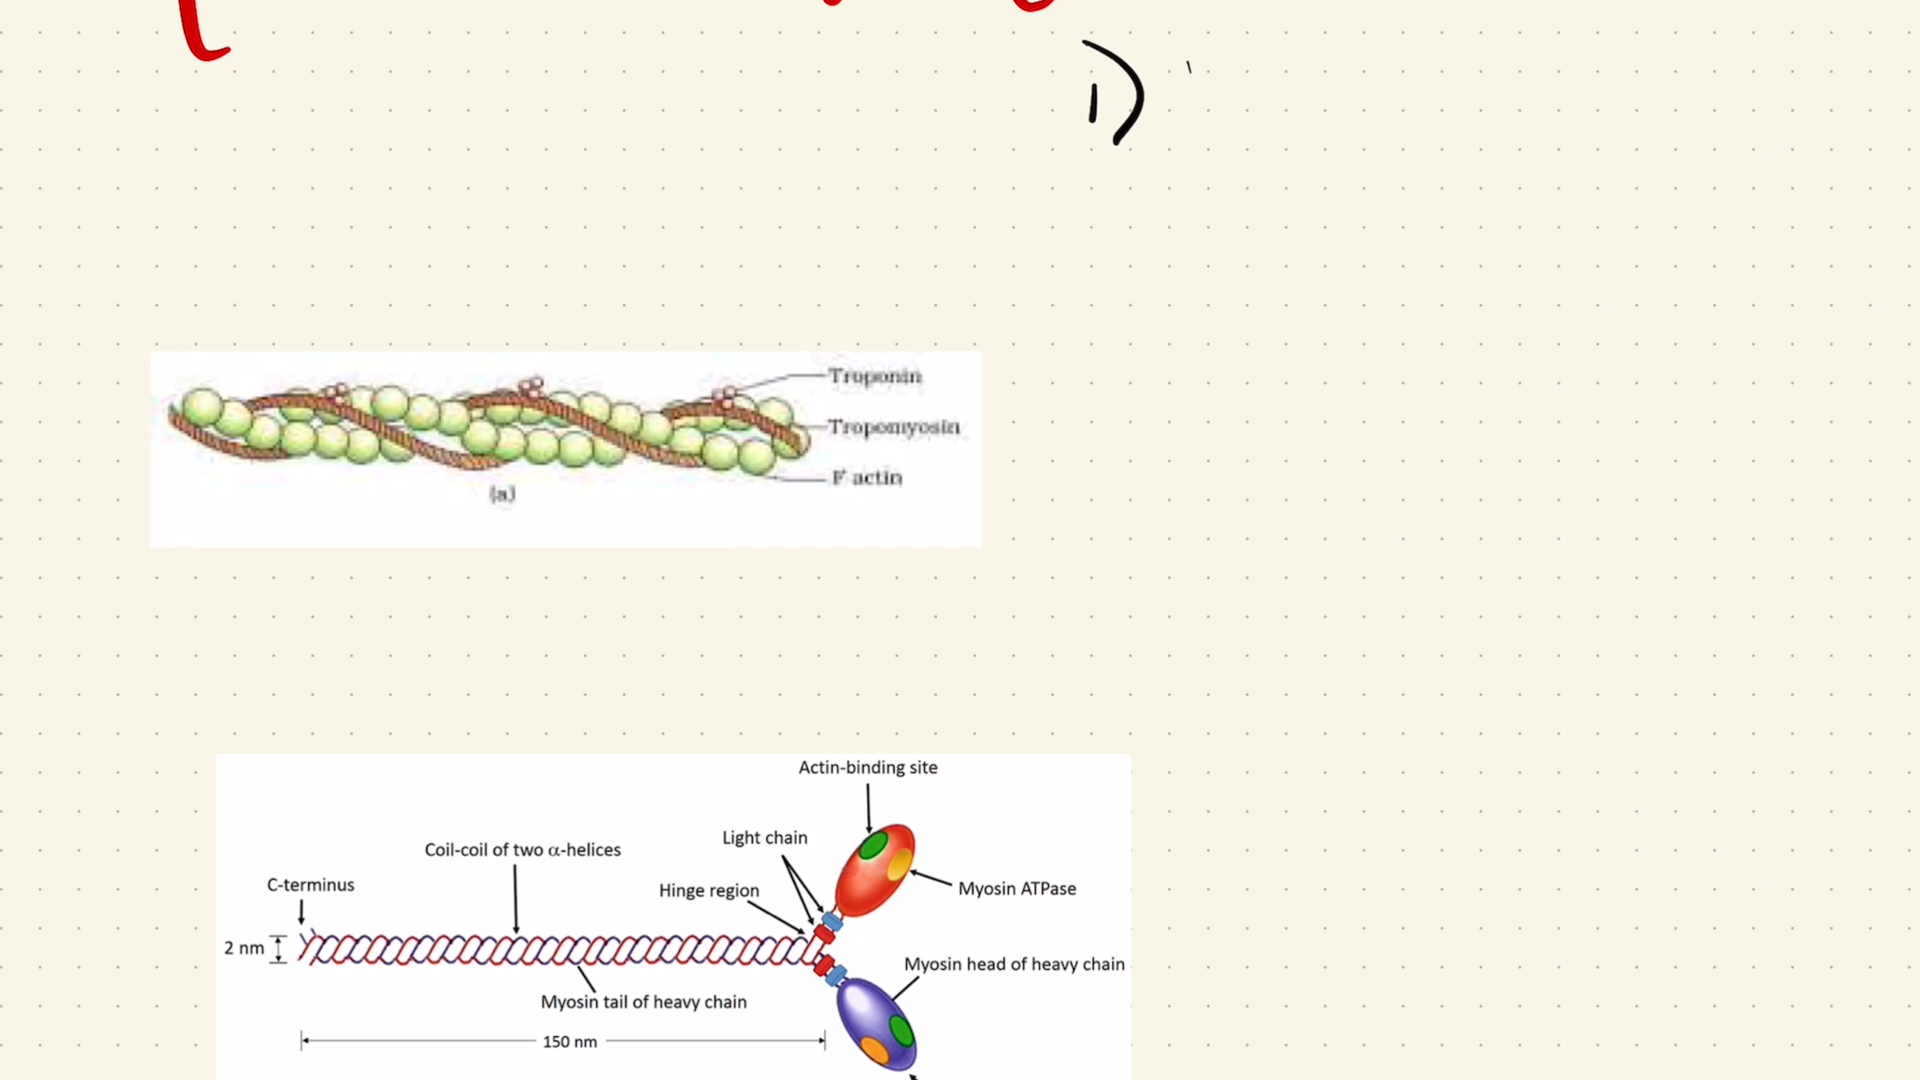 1)
Troponin
Tropomyosin
F actin
(a)
Actin-binding site
Light chain
Coil-coil of two α-helices
C-terminus
Hinge region
Myosin ATPase
2 nm
Myosin head of heavy chain
Myosin tail of heavy chain
150 nm